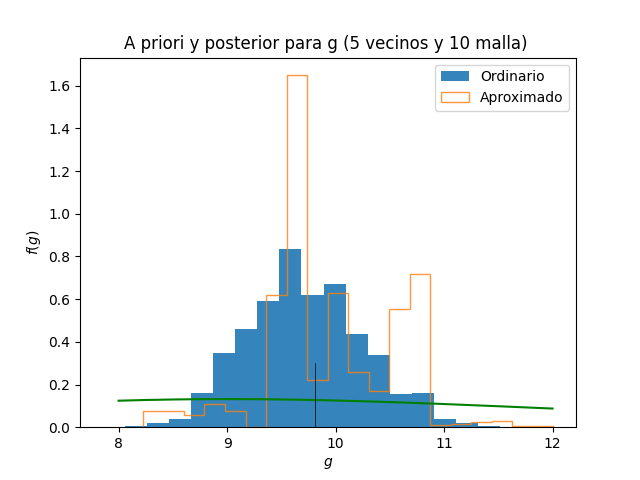 A priori y posterior para g (5 vecinos y 10 malla)
Ordinario
Aproximado
1.6
1.4
1.2
1.0
0.8
0.6
0.4
0.2
0.0
f(g)
8 9 10 11 12
g